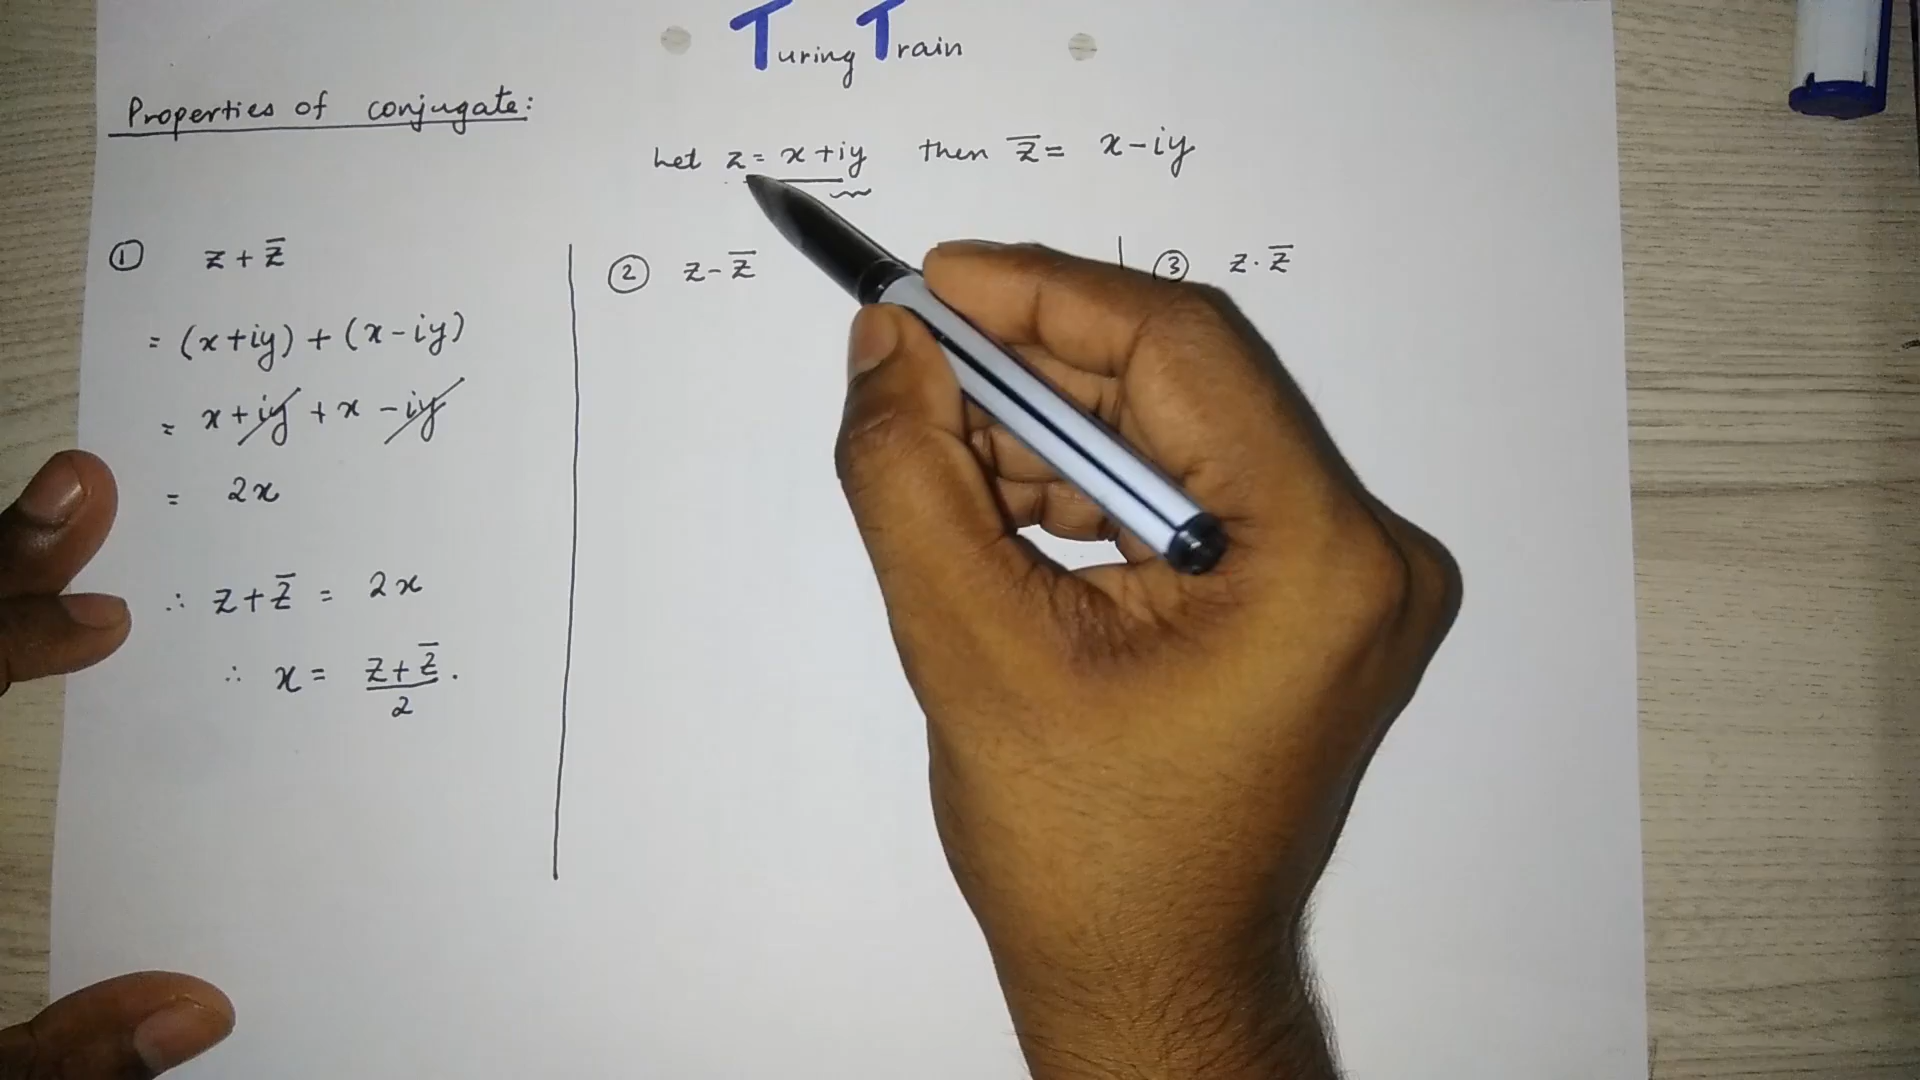 Turing Train
Properties of conjugate:
Let z = x + iy then z̅ = x - iy
① z + z̅
= (x + iy) + (x - iy)
= x + iy + x - iy
= 2x
∴ z + z̅ = 2x
∴ x = (z + z̅)/2 .
② z - z̅
③ z · z̅